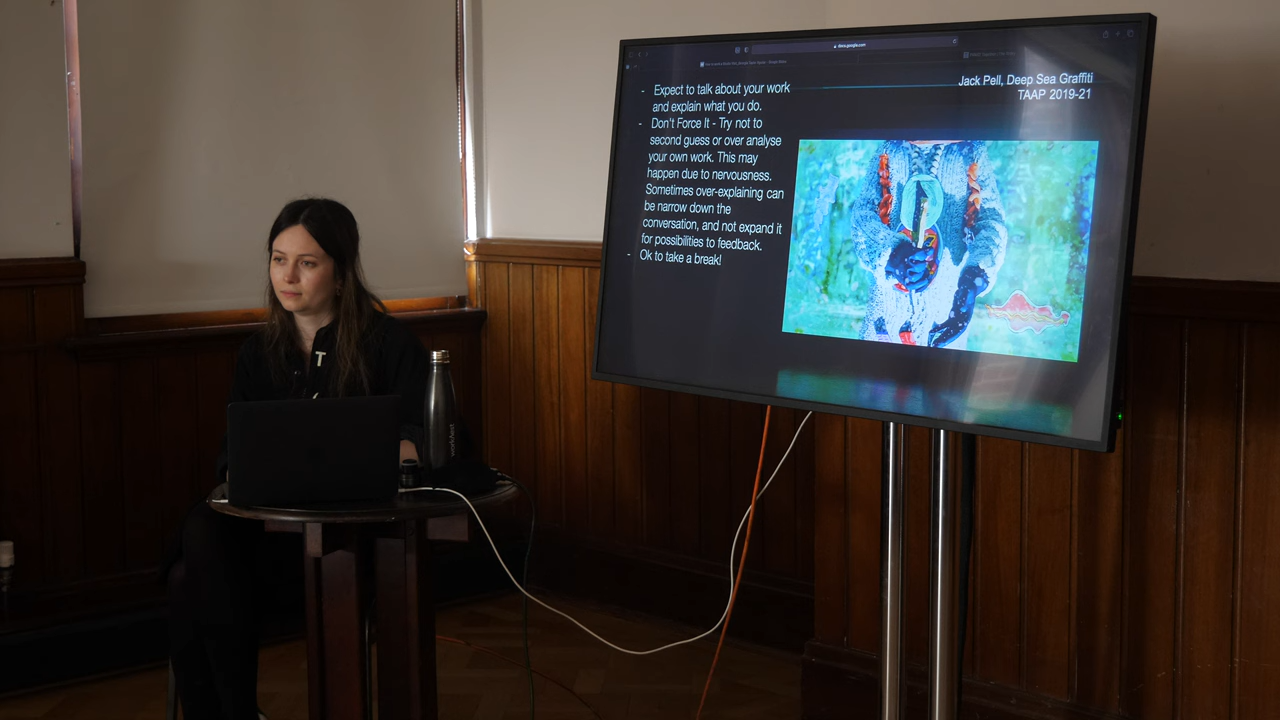 docs.google.com
- Expect to talk about your work
and explain what you do.
- Don't Force It - Try not to
second guess or over analyse
your own work. This may
happen due to nervousness.
Sometimes over-explaining can
be narrow down the
conversation, and not expand it
for possibilities to feedback.
- Ok to take a break!
Jack Pell, Deep Sea Graffiti
TAAP 2019-21
T